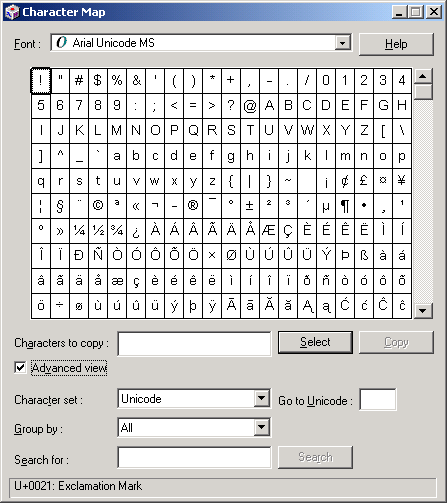 Character Map
Font : O Arial Unicode MS Help
! " # $ % & ' ( ) * + , - . / 0 1 2 3 4
5 6 7 8 9 : ; < = > ? @ A B C D E F G H
I J K L M N O P Q R S T U V W X Y Z [ \
] ^ _ ` a b c d e f g h i j k l m n o p
q r s t u v w x y z { | } ~ ¡ ¢ £ ¤ ¥
¦ § ¨ © ª « ¬ - ® ¯ ° ± ² ³ ´ µ ¶ · ¸ ¹
º » ¼ ½ ¾ ¿ À Á Â Ã Ä Å Æ Ç È É Ê Ë Ì Í
Î Ï Ð Ñ Ò Ó Ô Õ Ö × Ø Ù Ú Û Ü Ý Þ ß à á
â ã ä å æ ç è é ê ë ì í î ï ð ñ ò ó ô õ
ö ÷ ø ù ú û ü ý þ ÿ Ā ā Ă ă Ą ą Ć ć Ĉ ĉ
Characters to copy : Select Copy
Advanced view
Character set : Unicode Go to Unicode :
Group by : All
Search for : Search
U+0021: Exclamation Mark